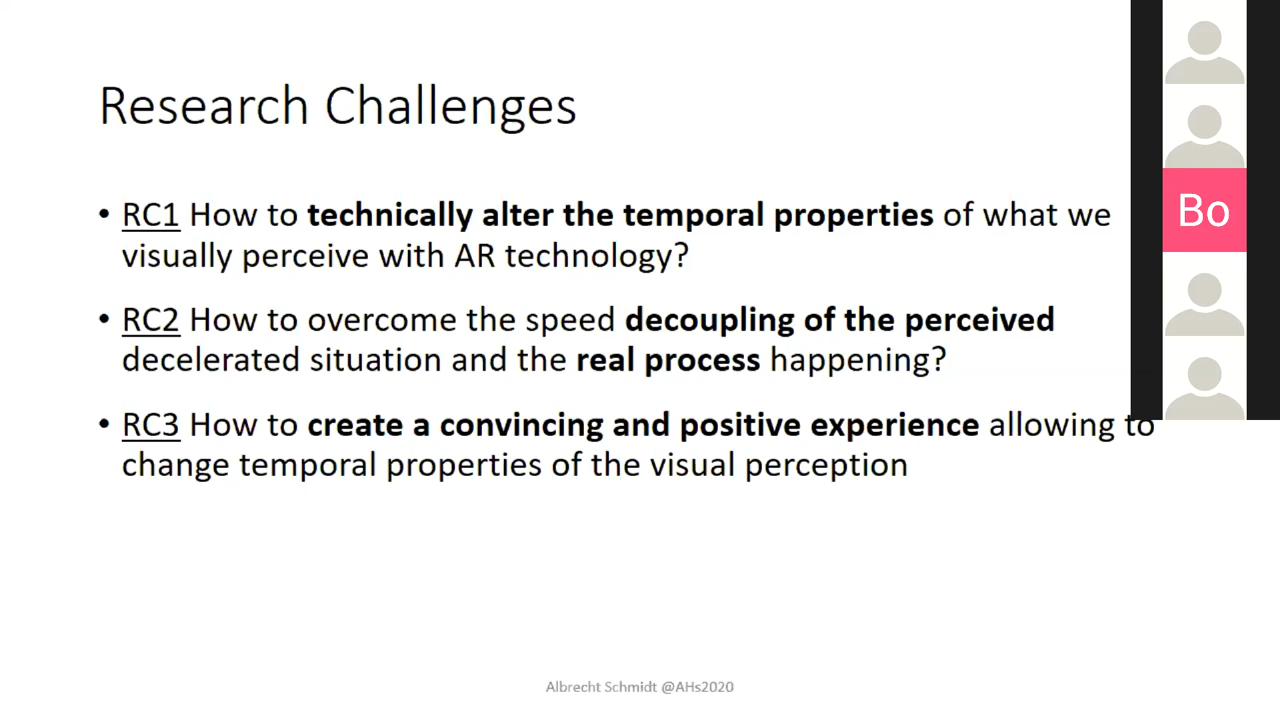 Research Challenges
• RC1 How to technically alter the temporal properties of what we
visually perceive with AR technology?
• RC2 How to overcome the speed decoupling of the perceived
decelerated situation and the real process happening?
• RC3 How to create a convincing and positive experience allowing to
change temporal properties of the visual perception
Bo
Albrecht Schmidt @AHs2020